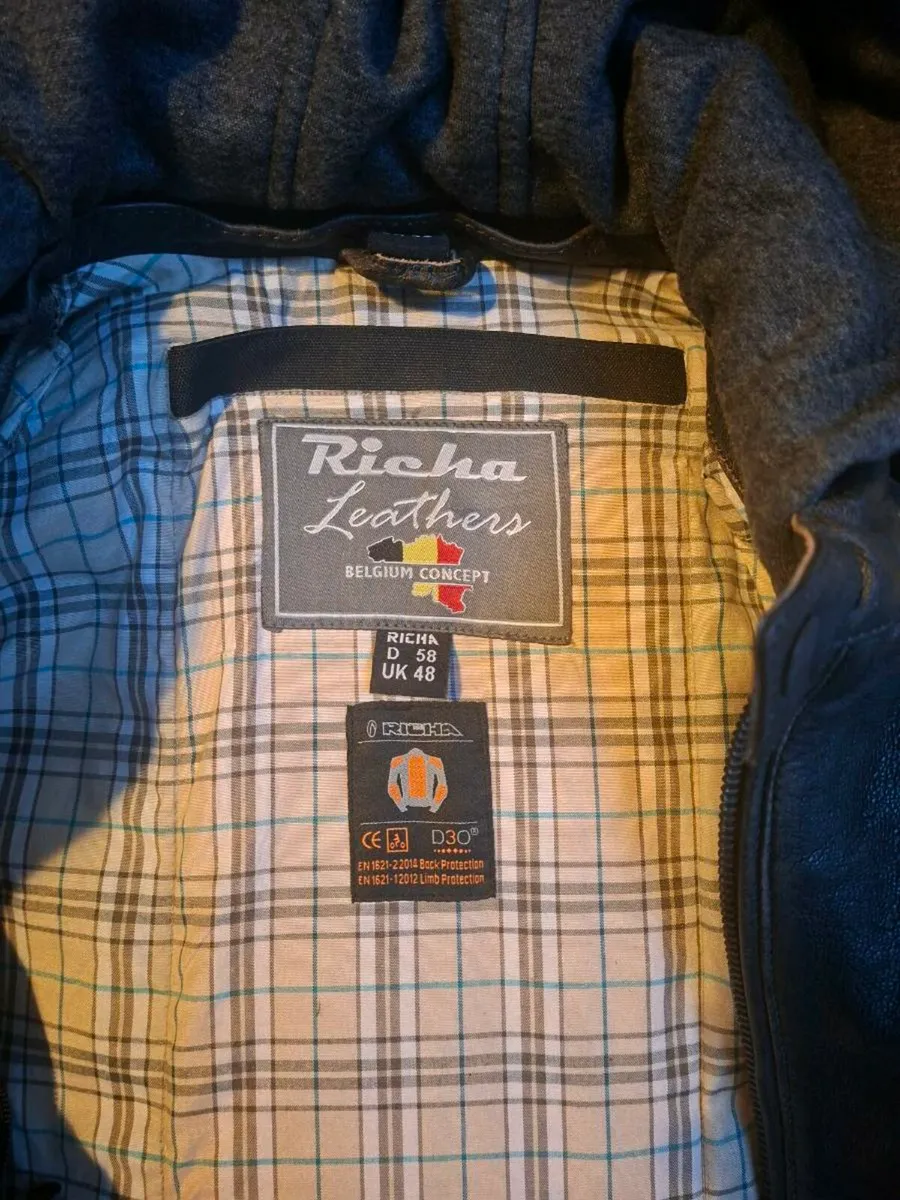 Richa
Leathers
BELGIUM CONCEPT
RICHA
D 58
UK 48
RICHA
CE D3O®
EN 1621-2 2014 Back Protection
EN 1621-1 2012 Limb Protection